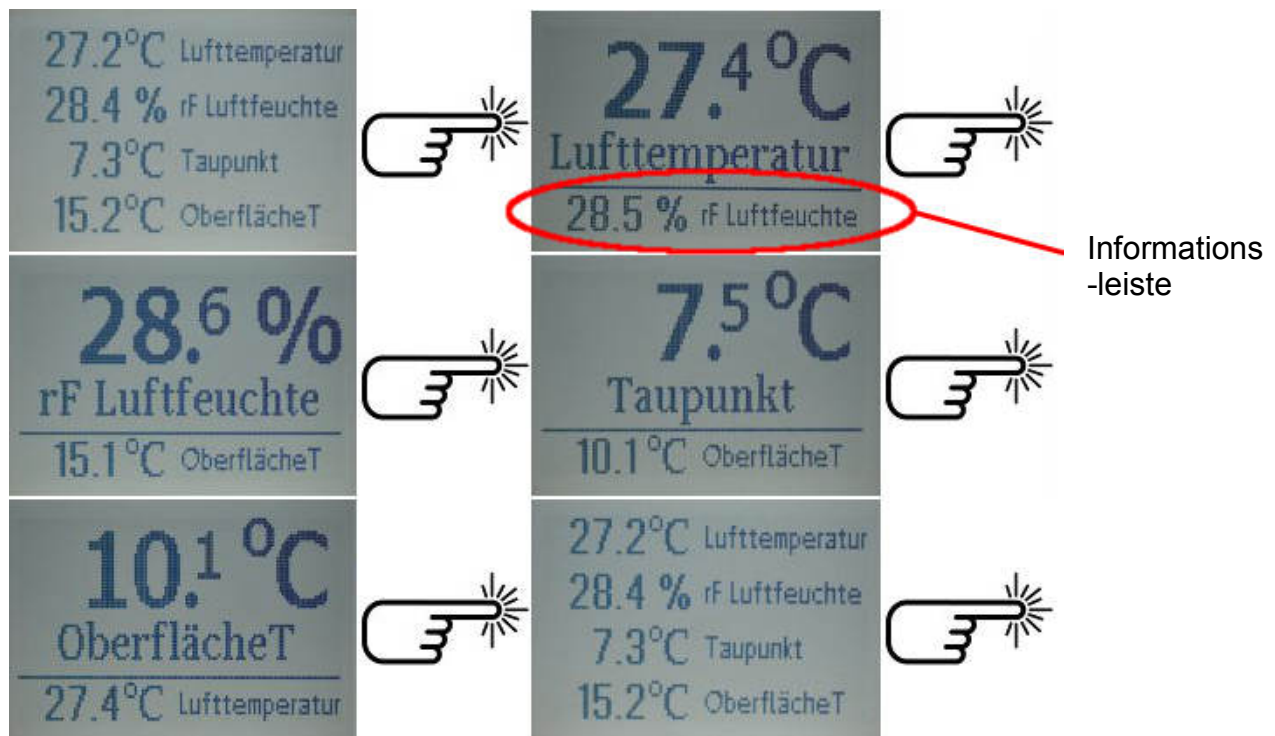 27.2°C Lufttemperatur
28.4 % rF Luftfeuchte
7.3°C Taupunkt
15.2°C OberflächeT
27.4°C
Lufttemperatur
28.5 % rF Luftfeuchte
Informations
-leiste
28.6 %
rF Luftfeuchte
15.1°C OberflächeT
7.5°C
Taupunkt
10.1°C OberflächeT
10.1°C
OberflächeT
27.4°C Lufttemperatur
27.2°C Lufttemperatur
28.4 % rF Luftfeuchte
7.3°C Taupunkt
15.2°C OberflächeT